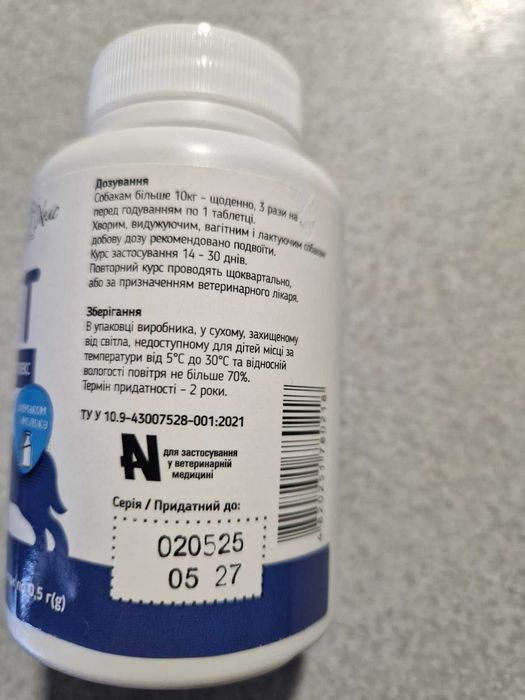 Хелс
Т
Дозування
Собакам більше 10кг – щоденно, 3 рази на
перед годуванням по 1 таблетці.
Хворим, видужуючим, вагітним і лактуючим собакам
добову дозу рекомендовано подвоїти.
Курс застосування 14 - 30 днів.
Повторний курс проводять щоквартально,
або за призначенням ветеринарного лікаря.
Зберігання
В упаковці виробника, у сухому, захищеному
від світла, недоступному для дітей місці за
температури від 5°C до 30°C та відносній
вологості повітря не більше 70%.
Термін придатності – 2 роки.
ТУ У 10.9-43007528-001:2021
для застосування
у ветеринарній
медицині
Серія / Придатний до:
020525
05 27
молока
0,5 г(g)